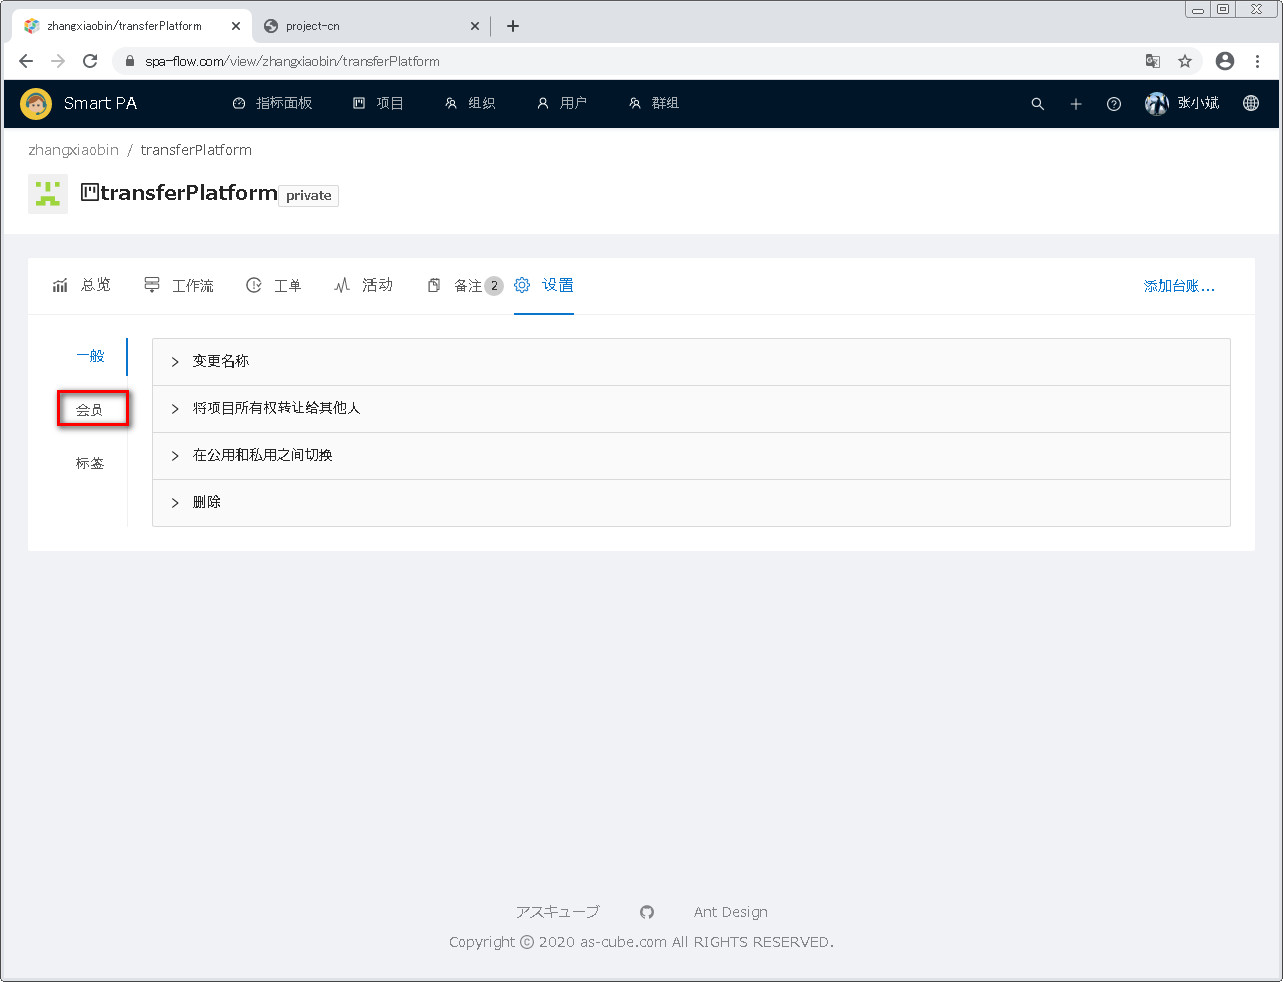 zhangxiaobin/transferPlatform
project-cn
spa-flow.com/view/zhangxiaobin/transferPlatform
Smart PA 指标面板 项目 组织 用户 群组 张小斌
zhangxiaobin / transferPlatform
transferPlatform private
总览 工作流 工单 活动 备注 2 设置 添加台账...
一般
会员
标签
变更名称
将项目所有权转让给其他人
在公用和私用之间切换
删除
アスキューブ Ant Design
Copyright © 2020 as-cube.com All RIGHTS RESERVED.